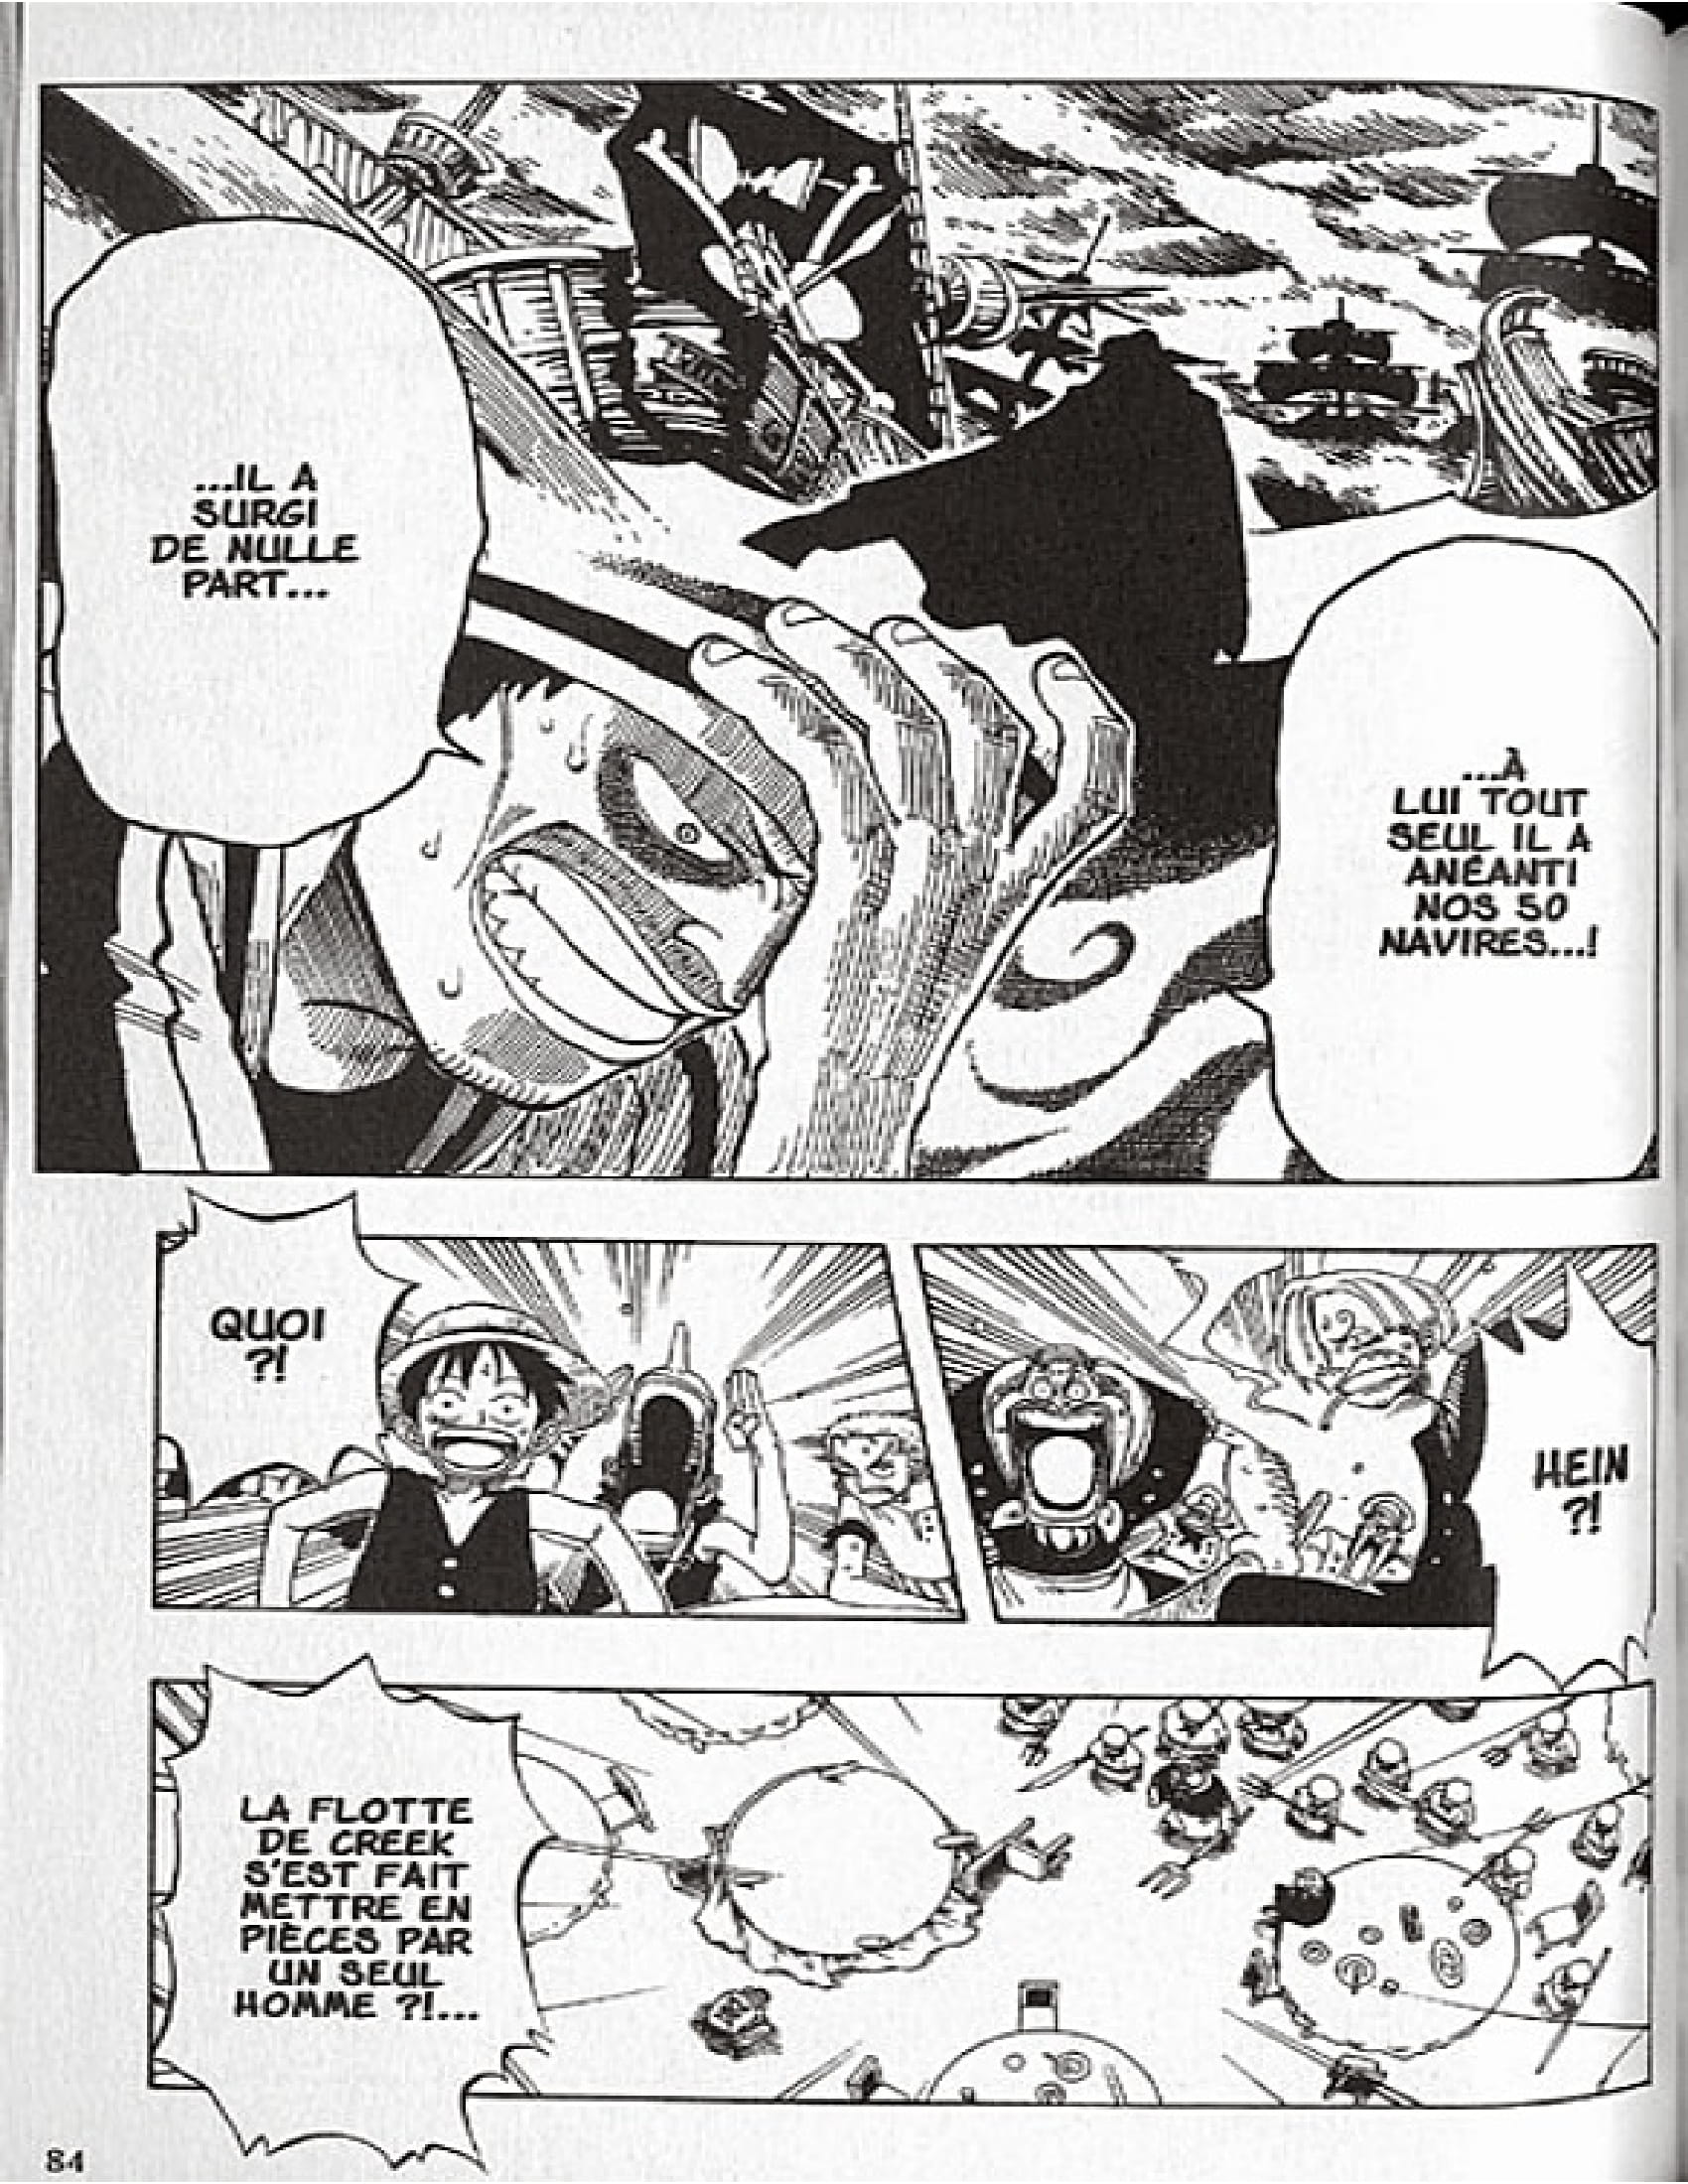 ...À
LUI TOUT
SEUL IL A
ANÉANTI
NOS 50
NAVIRES...!
...IL A
SURGI
DE NULLE
PART...
HEIN
?!
QUOI
?!
LA FLOTTE
DE CREEK
S'EST FAIT
METTRE EN
PIÈCES PAR
UN SEUL
HOMME ?!...
84